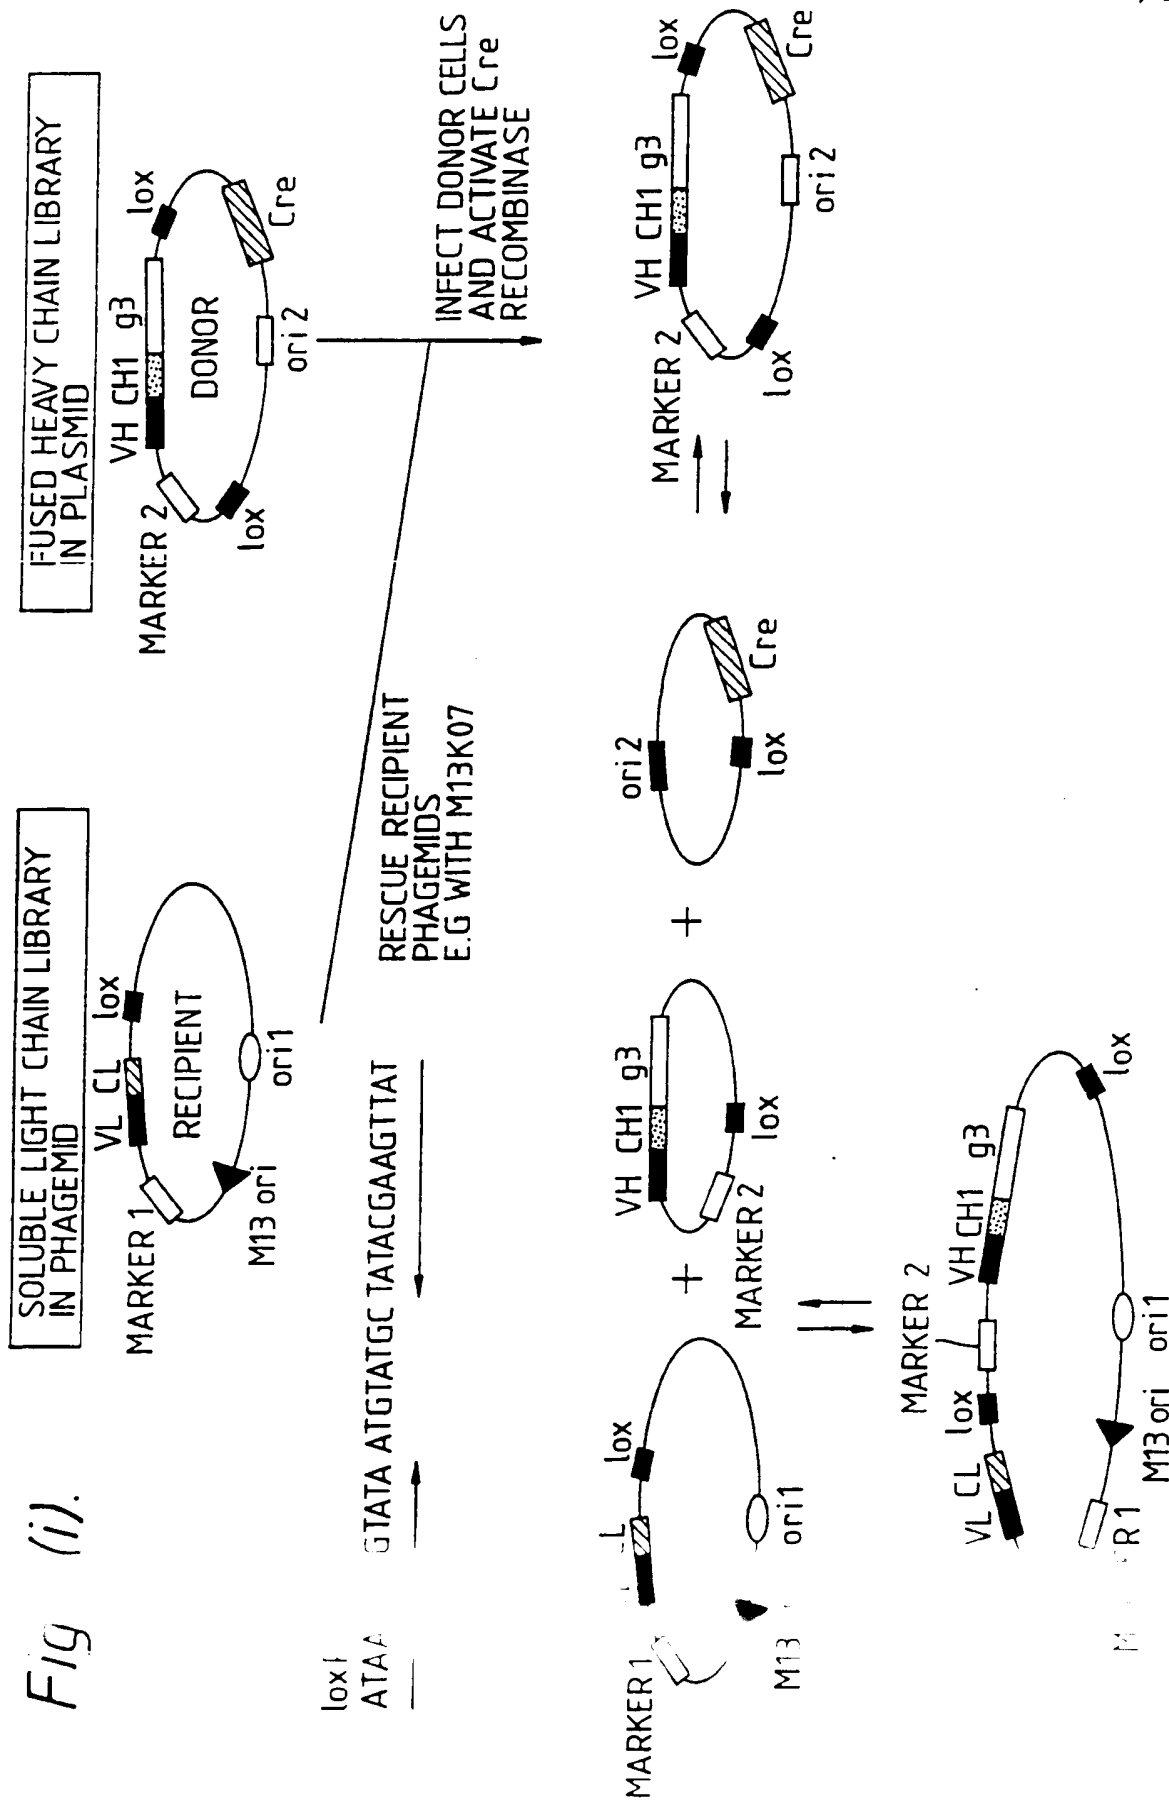 Fig (i).
SOLUBLE LIGHT CHAIN LIBRARY
IN PHAGEMID
FUSED HEAVY CHAIN LIBRARY
IN PLASMID
VL CL lox
MARKER 1
RECIPIENT
M13 ori
ori1
VH CH1 g3
lox
MARKER 2
DONOR
lox
ori 2
Cre
ATAA GTATA ATGTATGC TATACGAAGTTAT
RESCUE RECIPIENT
PHAGEMIDS
E.G WITH M13K07
INFECT DONOR CELLS
AND ACTIVATE Cre
RECOMBINASE
MARKER 1
L
lox
M13
ori1
+
VH CH1 g3
MARKER 2
lox
+
ori 2
lox
Cre
MARKER 2
VH CH1 g3
lox
lox
ori 2
Cre
MARKER 2
VL CL lox
VH CH1 g3
lox
R 1
M13 ori
ori1